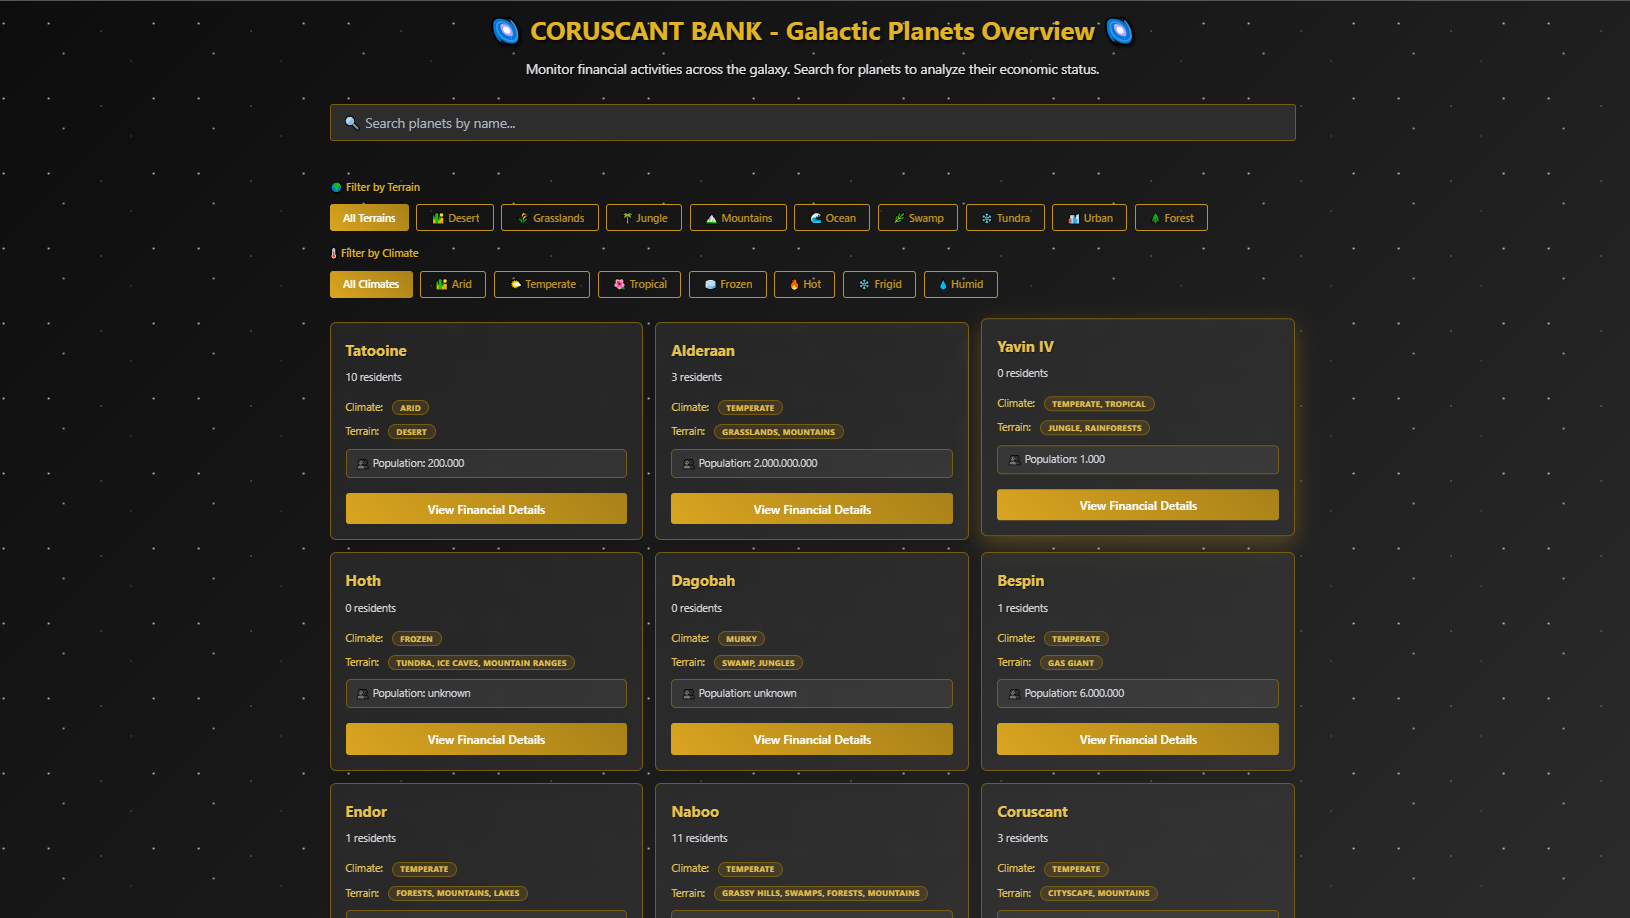 CORUSCANT BANK - Galactic Planets Overview
Monitor financial activities across the galaxy. Search for planets to analyze their economic status.
Search planets by name...
Filter by Terrain
All Terrains Desert Grasslands Jungle Mountains Ocean Swamp Tundra Urban Forest
Filter by Climate
All Climates Arid Temperate Tropical Frozen Hot Frigid Humid
Tatooine
10 residents
Climate: ARID
Terrain: DESERT
Population: 200.000
View Financial Details
Alderaan
3 residents
Climate: TEMPERATE
Terrain: GRASSLANDS, MOUNTAINS
Population: 2.000.000.000
View Financial Details
Yavin IV
0 residents
Climate: TEMPERATE, TROPICAL
Terrain: JUNGLE, RAINFORESTS
Population: 1.000
View Financial Details
Hoth
0 residents
Climate: FROZEN
Terrain: TUNDRA, ICE CAVES, MOUNTAIN RANGES
Population: unknown
View Financial Details
Dagobah
0 residents
Climate: MURKY
Terrain: SWAMP, JUNGLES
Population: unknown
View Financial Details
Bespin
1 residents
Climate: TEMPERATE
Terrain: GAS GIANT
Population: 6.000.000
View Financial Details
Endor
1 residents
Climate: TEMPERATE
Terrain: FORESTS, MOUNTAINS, LAKES
Naboo
11 residents
Climate: TEMPERATE
Terrain: GRASSY HILLS, SWAMPS, FORESTS, MOUNTAINS
Coruscant
3 residents
Climate: TEMPERATE
Terrain: CITYSCAPE, MOUNTAINS